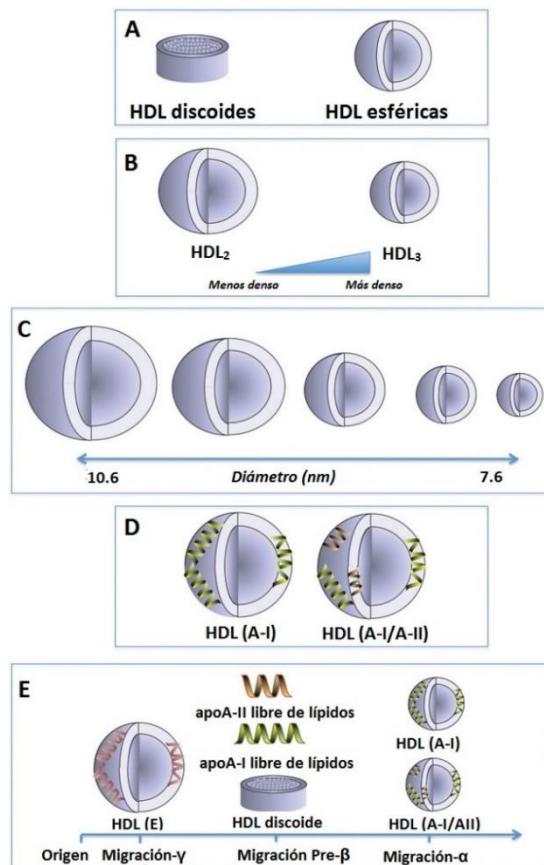 A
HDL discoides
HDL esféricas
B
HDL₂
HDL₃
Menos denso
Más denso
C
10.6
Diámetro (nm)
7.6
D
HDL (A-I)
HDL (A-I/A-II)
E
apoA-II libre de lípidos
apoA-I libre de lípidos
HDL (E)
HDL discoide
HDL (A-I)
HDL (A-I/AII)
Origen
Migración-γ
Migración Pre-β
Migración-α